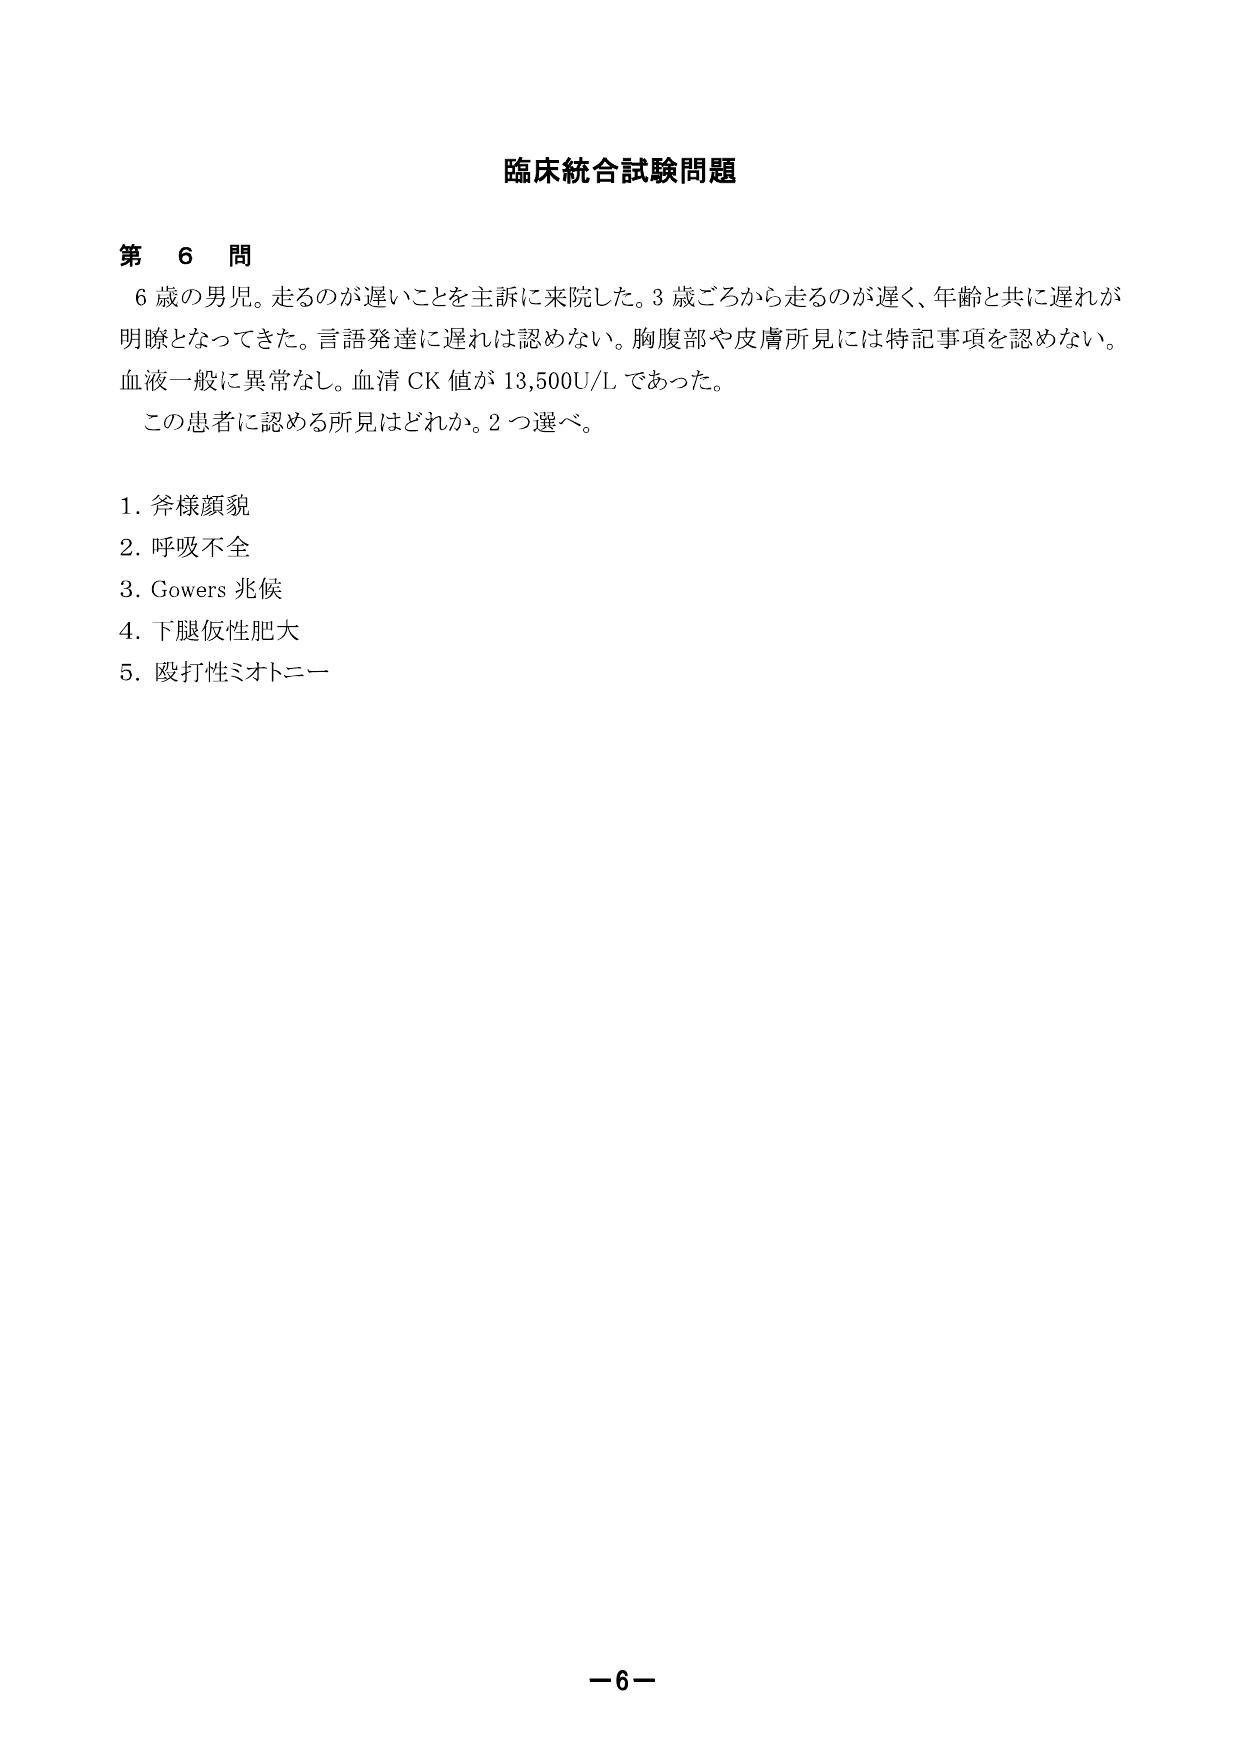 臨床統合試験問題
第 6 問
6 歳の男児。走るのが遅いことを主訴に来院した。3 歳ごろから走るのが遅く、年齢と共に遅れが
明瞭となってきた。言語発達に遅れは認めない。胸腹部や皮膚所見には特記事項を認めない。
血液一般に異常なし。血清 CK 値が 13,500U/L であった。
この患者に認める所見はどれか。2 つ選べ。
1. 斧様顔貌
2. 呼吸不全
3. Gowers 兆候
4. 下腿仮性肥大
5. 殴打性ミオトニー
－6－